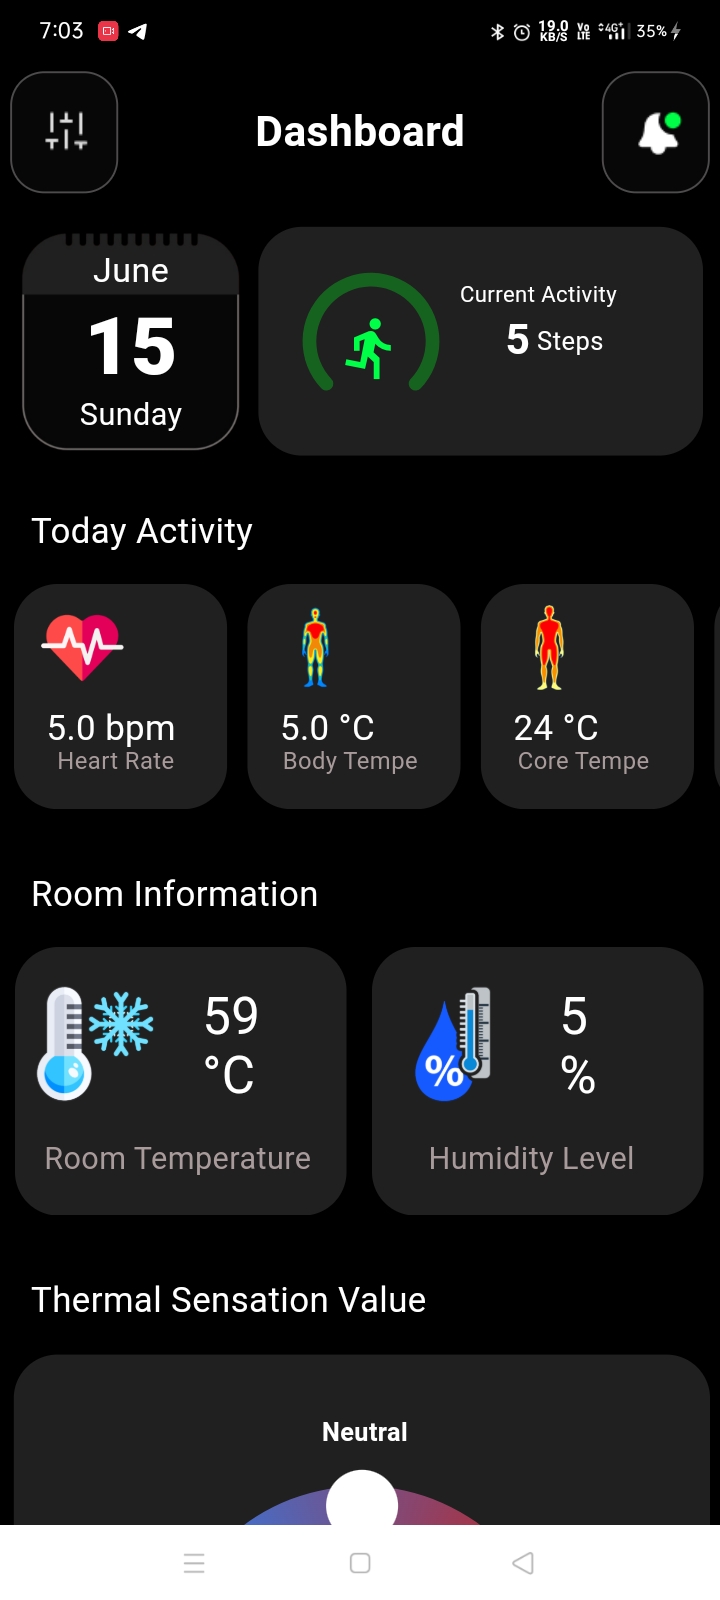 7:03
19.0 KB/S
Vo LTE
4G+
35%
Dashboard
June
15
Sunday
Current Activity
5 Steps
Today Activity
5.0 bpm
Heart Rate
5.0 °C
Body Tempe
24 °C
Core Tempe
Room Information
59
°C
Room Temperature
%
5
%
Humidity Level
Thermal Sensation Value
Neutral